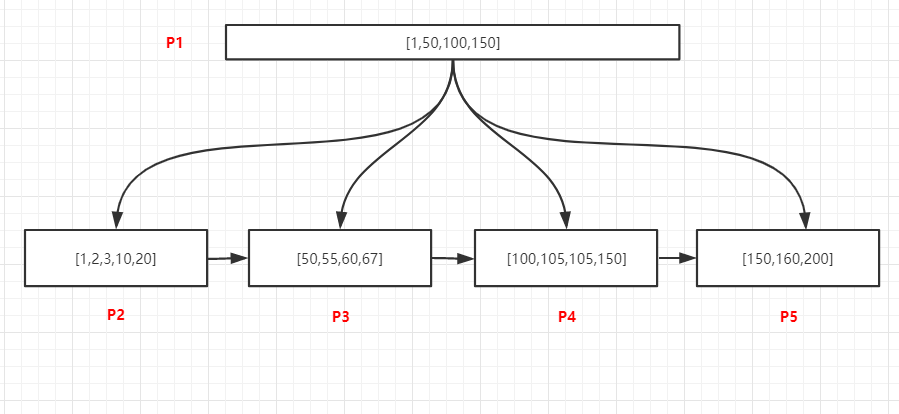 P1
[1,50,100,150]
[1,2,3,10,20]
[50,55,60,67]
[100,105,105,150]
[150,160,200]
P2
P3
P4
P5